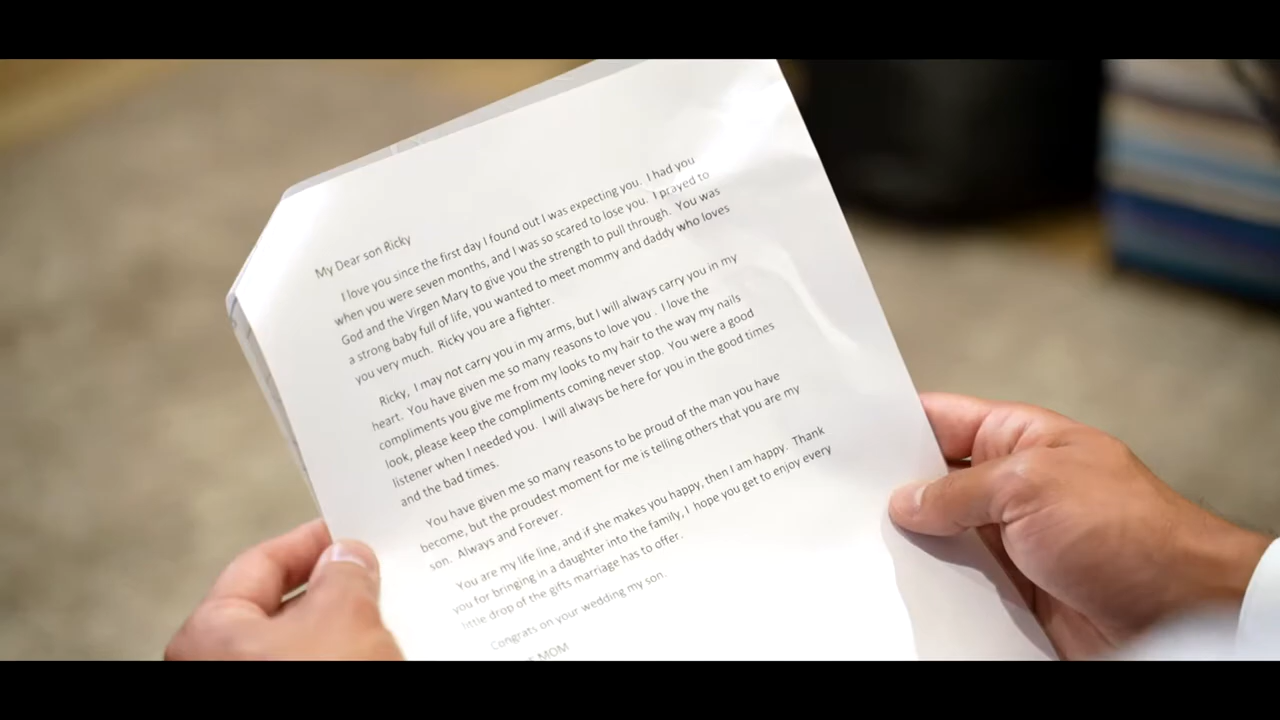 My Dear son Ricky
I love you since the first day I found out I was expecting you. I had you
when you were seven months, and I was so scared to lose you. I prayed to
God and the Virgen Mary to give you the strength to pull through. You was
a strong baby full of life, you wanted to meet mommy and daddy who loves
you very much. Ricky you are a fighter.
Ricky, I may not carry you in my arms, but I will always carry you in my
heart. You have given me so many reasons to love you . I love the
compliments you give me from my looks to my hair to the way my nails
look, please keep the compliments coming never stop. You were a good
listener when I needed you. I will always be here for you in the good times
and the bad times.
You have given me so many reasons to be proud of the man you have
become, but the proudest moment for me is telling others that you are my
son. Always and Forever.
You are my life line, and if she makes you happy, then I am happy. Thank
you for bringing in a daughter into the family, I hope you get to enjoy every
little drop of the gifts marriage has to offer.
Congrats on your wedding my son.
MOM